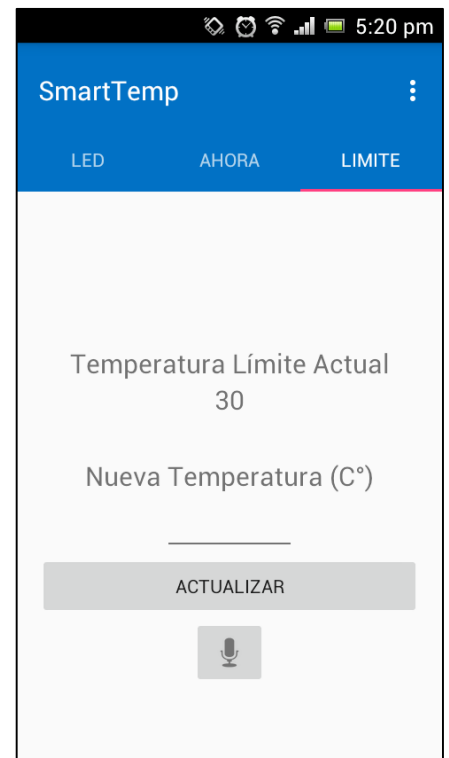 5:20 pm
SmartTemp
LED AHORA LIMITE
Temperatura Límite Actual
30
Nueva Temperatura (C°)
ACTUALIZAR